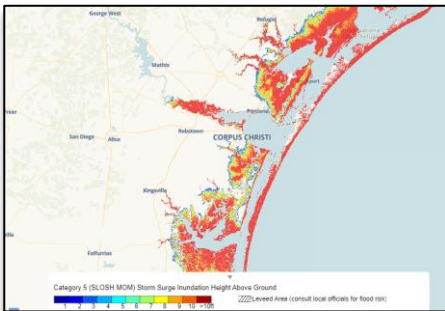 George West
Refugio
Mathis
Rockport
Portland
San Diego
Alice
Robstown
CORPUS CHRISTI
Kingsville
Falfurrias
Category 5 (SLOSH MOM) Storm Surge Inundation Height Above Ground
1 2 3 4 5 6 7 8 9 10 >10ft
Leveed Area (consult local officials for flood risk)